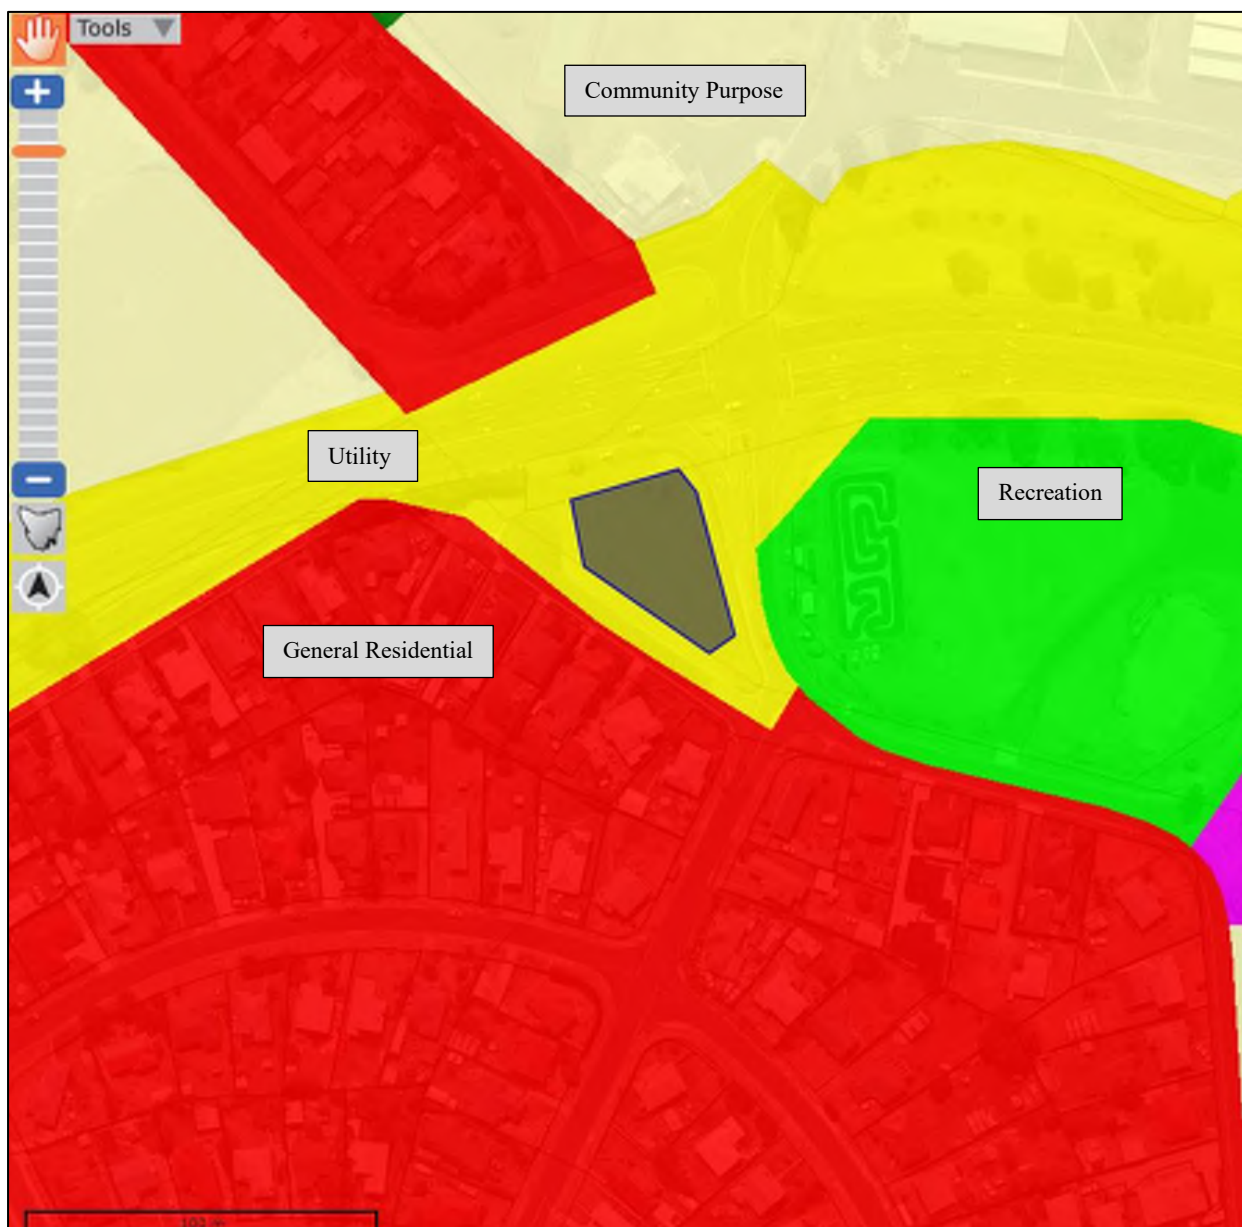 Tools
Community Purpose
Utility
Recreation
General Residential